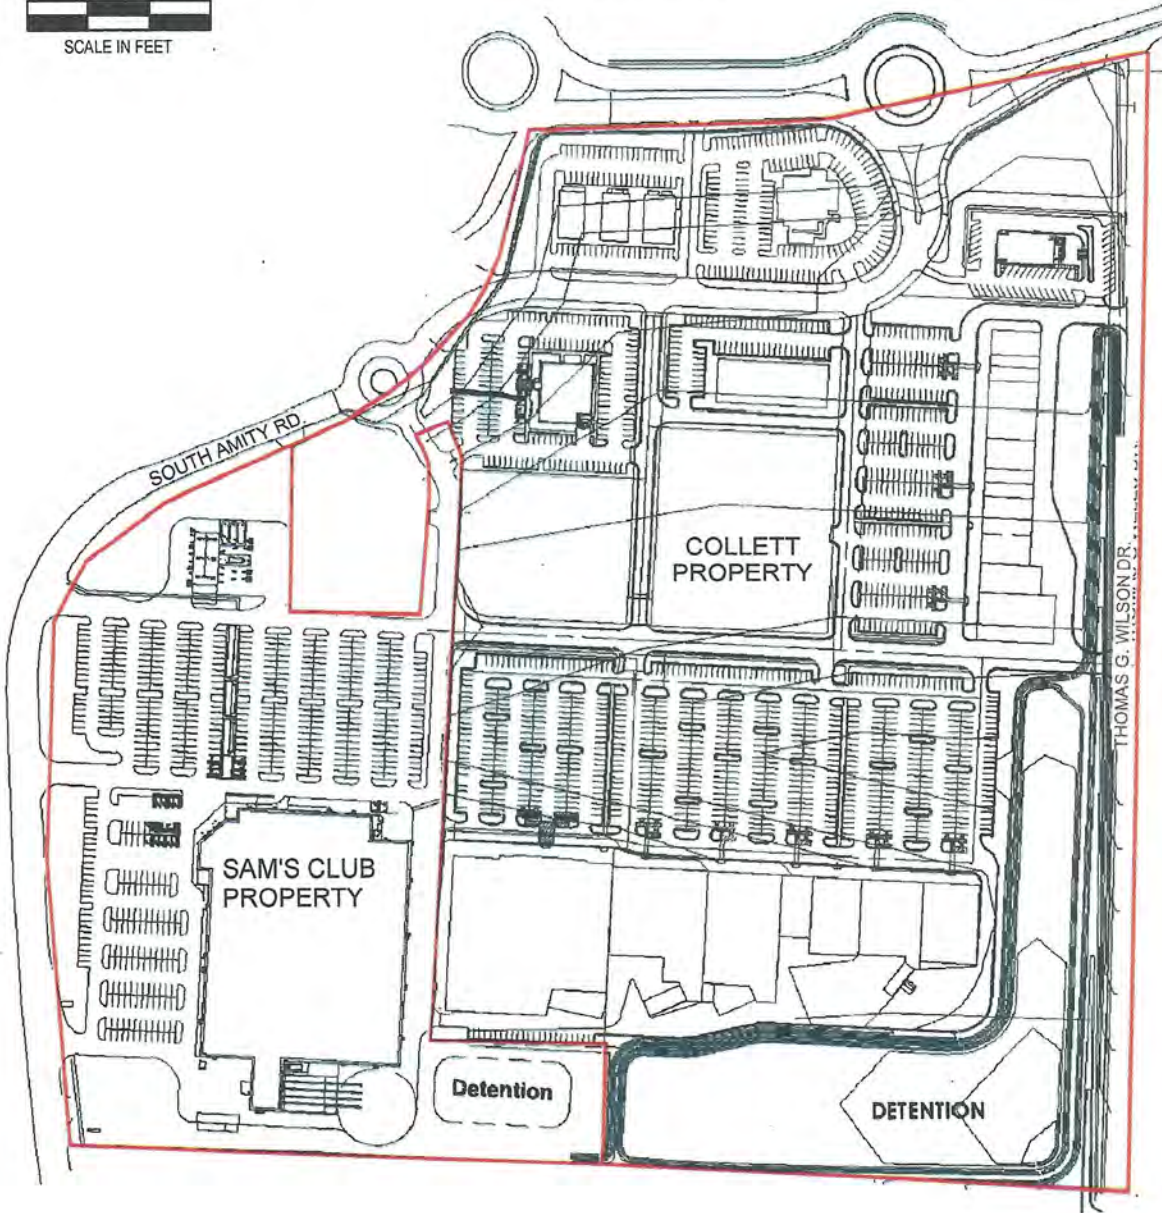 SCALE IN FEET
SOUTH AMITY RD.
COLLETT
PROPERTY
THOMAS G. WILSON DR.
SAM'S CLUB
PROPERTY
Detention
DETENTION